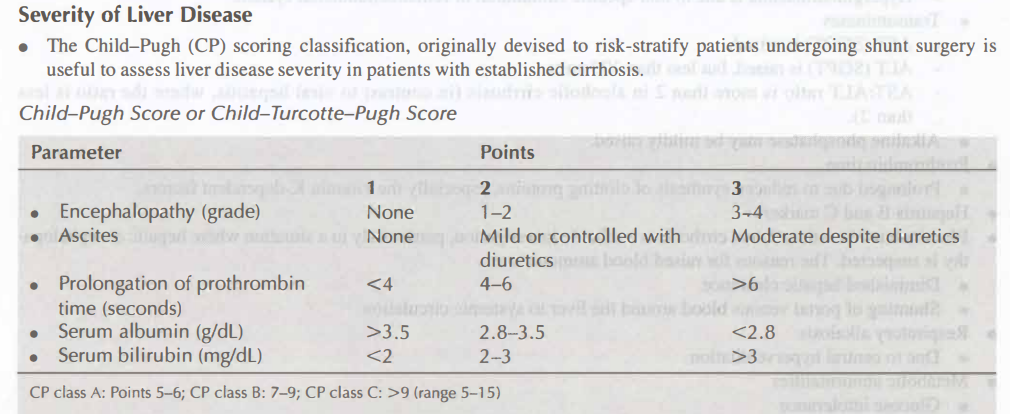 Severity of Liver Disease
• The Child–Pugh (CP) scoring classification, originally devised to risk-stratify patients undergoing shunt surgery is
useful to assess liver disease severity in patients with established cirrhosis.
Child–Pugh Score or Child–Turcotte–Pugh Score
Parameter Points
1 2 3
• Encephalopathy (grade) None 1–2 3–4
• Ascites None Mild or controlled with Moderate despite diuretics
diuretics
• Prolongation of prothrombin <4 4–6 >6
time (seconds)
• Serum albumin (g/dL) >3.5 2.8–3.5 <2.8
• Serum bilirubin (mg/dL) <2 2–3 >3
CP class A: Points 5–6; CP class B: 7–9; CP class C: >9 (range 5–15)